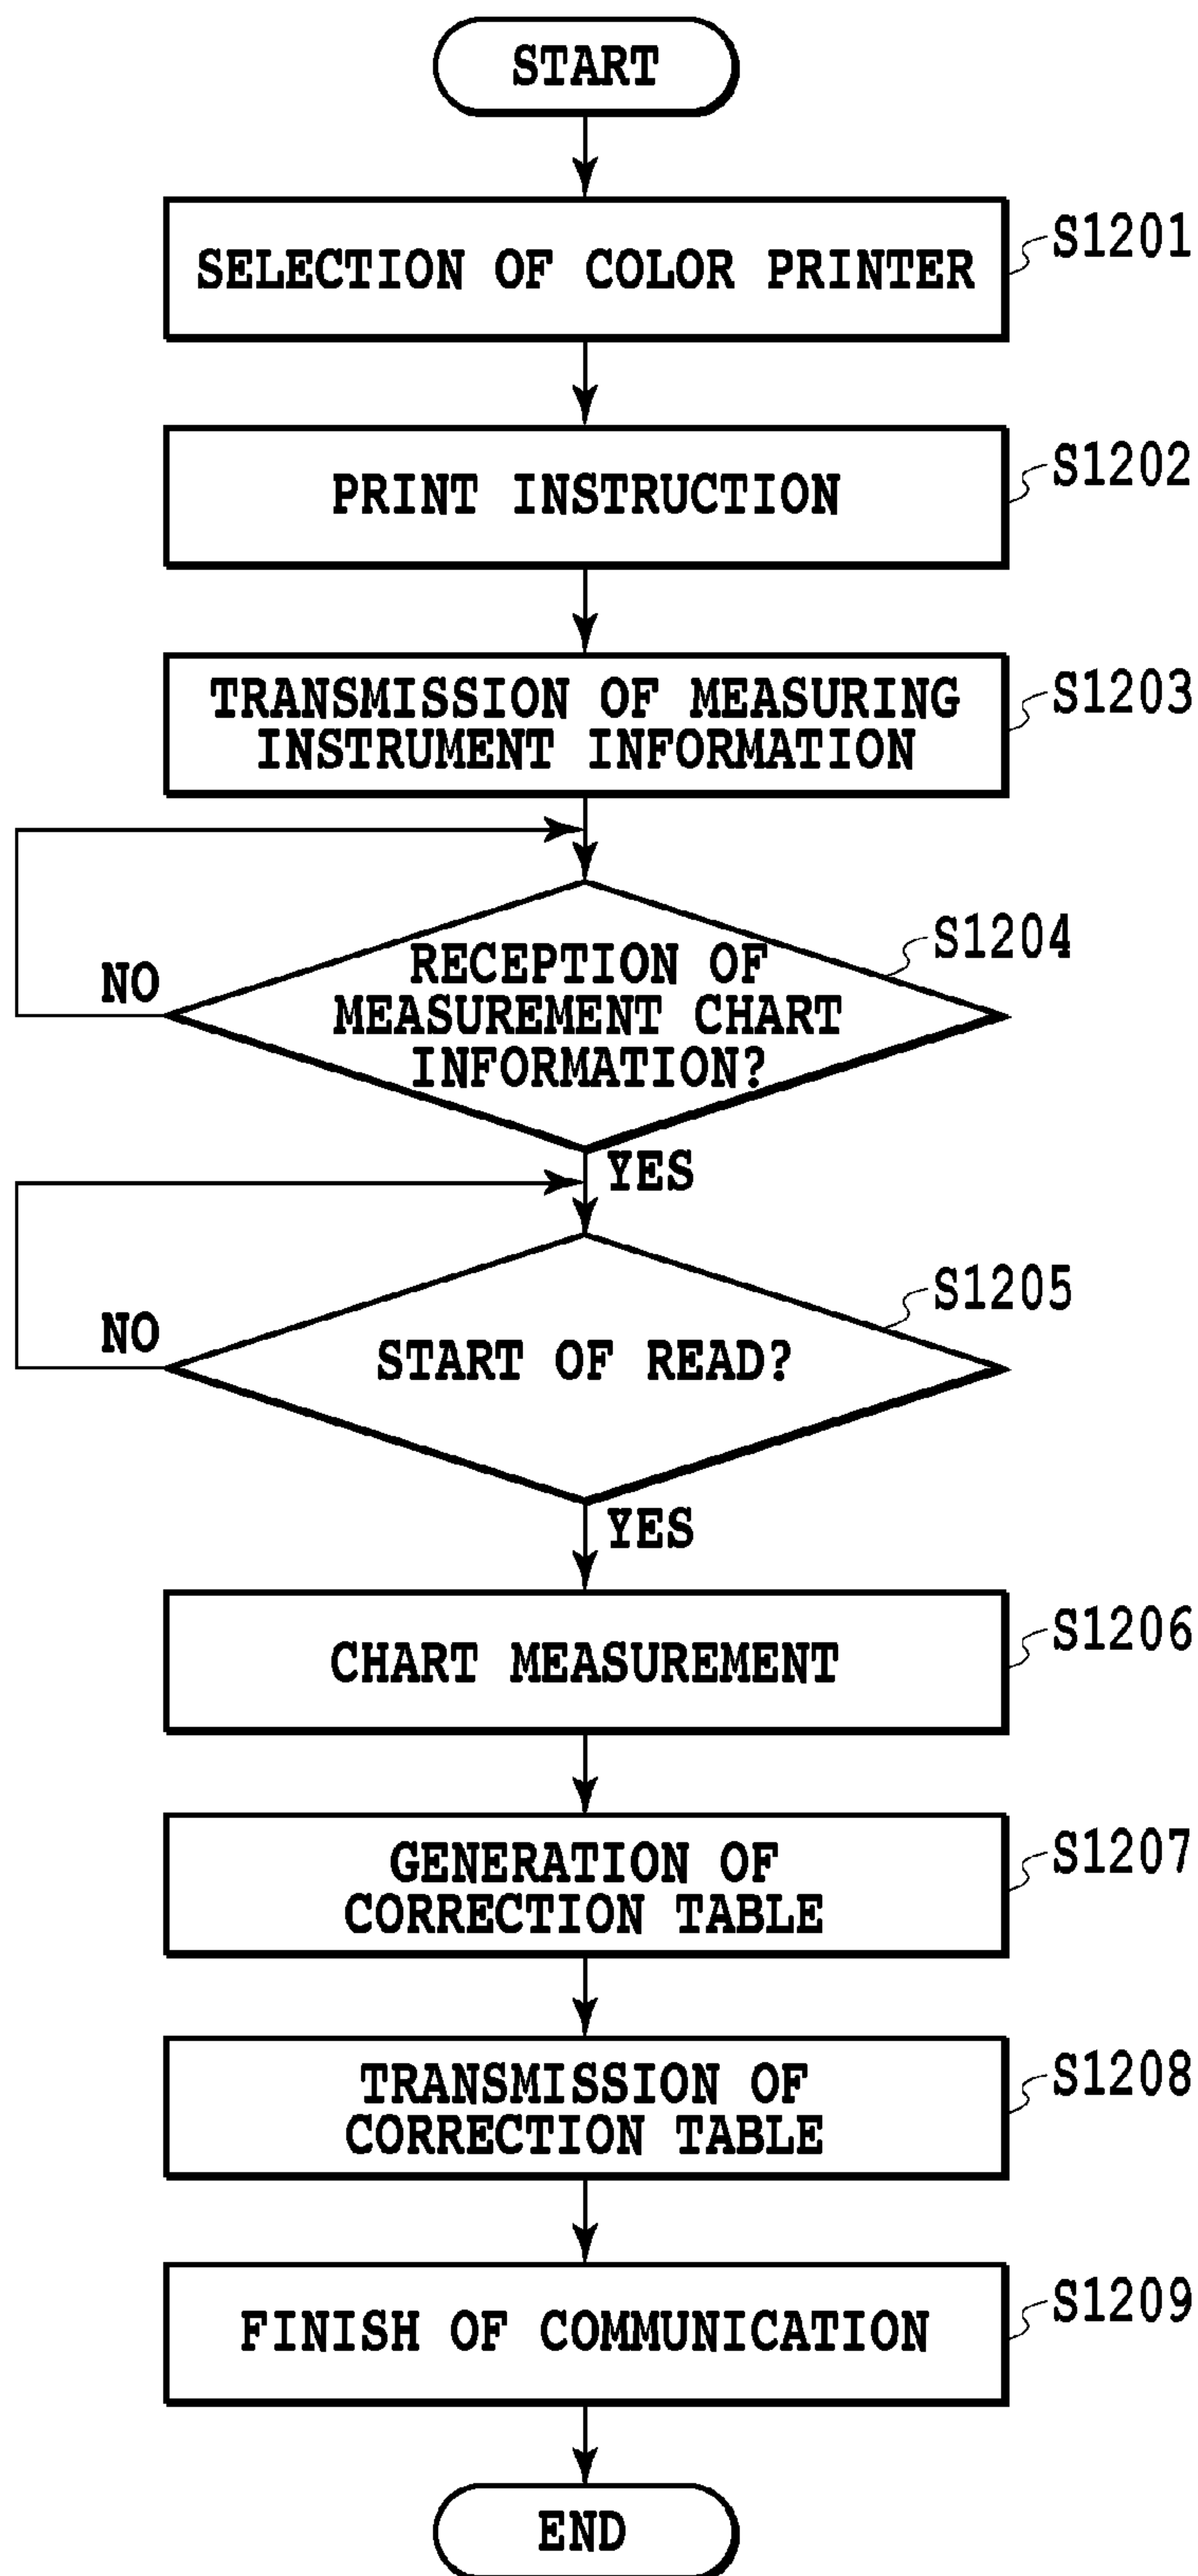 START
SELECTION OF COLOR PRINTER
S1201
PRINT INSTRUCTION
S1202
TRANSMISSION OF MEASURING
INSTRUMENT INFORMATION
S1203
RECEPTION OF
MEASUREMENT CHART
INFORMATION?
S1204
NO
YES
START OF READ?
S1205
NO
YES
CHART MEASUREMENT
S1206
GENERATION OF
CORRECTION TABLE
S1207
TRANSMISSION OF
CORRECTION TABLE
S1208
FINISH OF COMMUNICATION
S1209
END